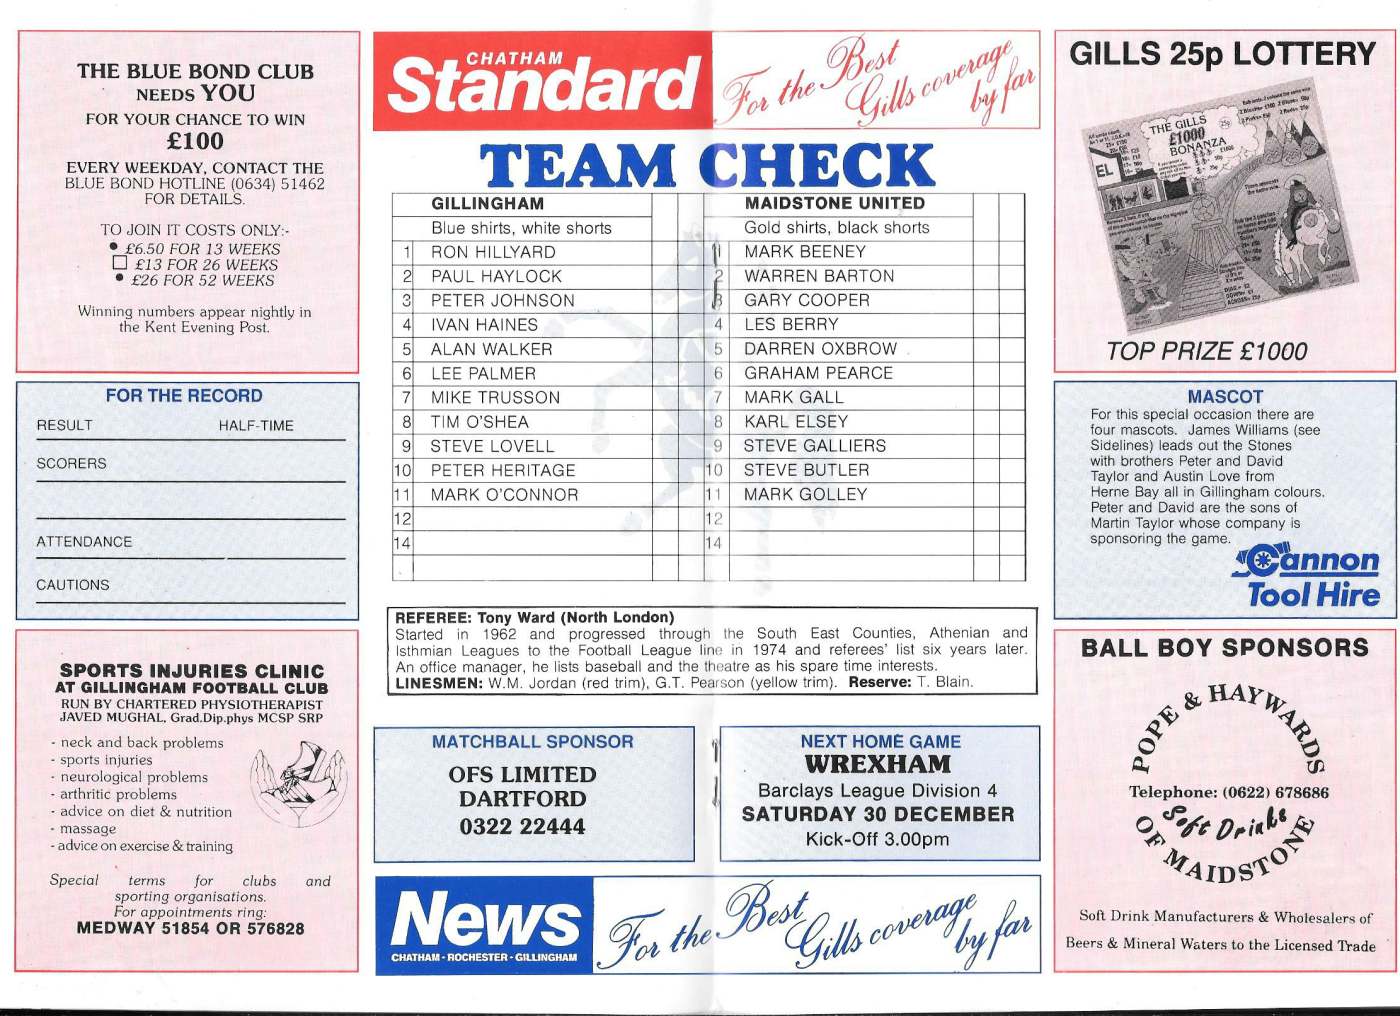 THE BLUE BOND CLUB
NEEDS YOU
FOR YOUR CHANCE TO WIN
£100
EVERY WEEKDAY, CONTACT THE
BLUE BOND HOTLINE (0634) 51462
FOR DETAILS.
TO JOIN IT COSTS ONLY:-
• £6.50 FOR 13 WEEKS
□ £13 FOR 26 WEEKS
• £26 FOR 52 WEEKS
Winning numbers appear nightly in
the Kent Evening Post.
FOR THE RECORD
RESULT HALF-TIME
SCORERS
ATTENDANCE
CAUTIONS
SPORTS INJURIES CLINIC
AT GILLINGHAM FOOTBALL CLUB
RUN BY CHARTERED PHYSIOTHERAPIST
JAVED MUGHAL, Grad.Dip.phys MCSP SRP
- neck and back problems
- sports injuries
- neurological problems
- arthritic problems
- advice on diet & nutrition
- massage
- advice on exercise & training
Special terms for clubs and
sporting organisations.
For appointments ring:
MEDWAY 51854 OR 576828
CHATHAM
Standard
For the Best
Gills coverage
by far
TEAM CHECK
GILLINGHAM
Blue shirts, white shorts
1 RON HILLYARD
2 PAUL HAYLOCK
3 PETER JOHNSON
4 IVAN HAINES
5 ALAN WALKER
6 LEE PALMER
7 MIKE TRUSSON
8 TIM O'SHEA
9 STEVE LOVELL
10 PETER HERITAGE
11 MARK O'CONNOR
12
14
MAIDSTONE UNITED
Gold shirts, black shorts
1 MARK BEENEY
2 WARREN BARTON
3 GARY COOPER
4 LES BERRY
5 DARREN OXBROW
6 GRAHAM PEARCE
7 MARK GALL
8 KARL ELSEY
9 STEVE GALLIERS
10 STEVE BUTLER
11 MARK GOLLEY
12
14
REFEREE: Tony Ward (North London)
Started in 1962 and progressed through the South East Counties, Athenian and
Isthmian Leagues to the Football League line in 1974 and referees' list six years later.
An office manager, he lists baseball and the theatre as his spare time interests.
LINESMEN: W.M. Jordan (red trim), G.T. Pearson (yellow trim). Reserve: T. Blain.
MATCHBALL SPONSOR
OFS LIMITED
DARTFORD
0322 22444
NEXT HOME GAME
WREXHAM
Barclays League Division 4
SATURDAY 30 DECEMBER
Kick-Off 3.00pm
News
CHATHAM - ROCHESTER - GILLINGHAM
For the Best
Gills coverage
by far
GILLS 25p LOTTERY
THE GILLS
£1000
BONANZA
TOP PRIZE £1000
MASCOT
For this special occasion there are
four mascots. James Williams (see
Sidelines) leads out the Stones
with brothers Peter and David
Taylor and Austin Love from
Herne Bay all in Gillingham colours.
Peter and David are the sons of
Martin Taylor whose company is
sponsoring the game.
Cannon
Tool Hire
BALL BOY SPONSORS
POPE & HAYWARDS
Telephone: (0622) 678686
Soft Drinks
OF MAIDSTONE
Soft Drink Manufacturers & Wholesalers of
Beers & Mineral Waters to the Licensed Trade